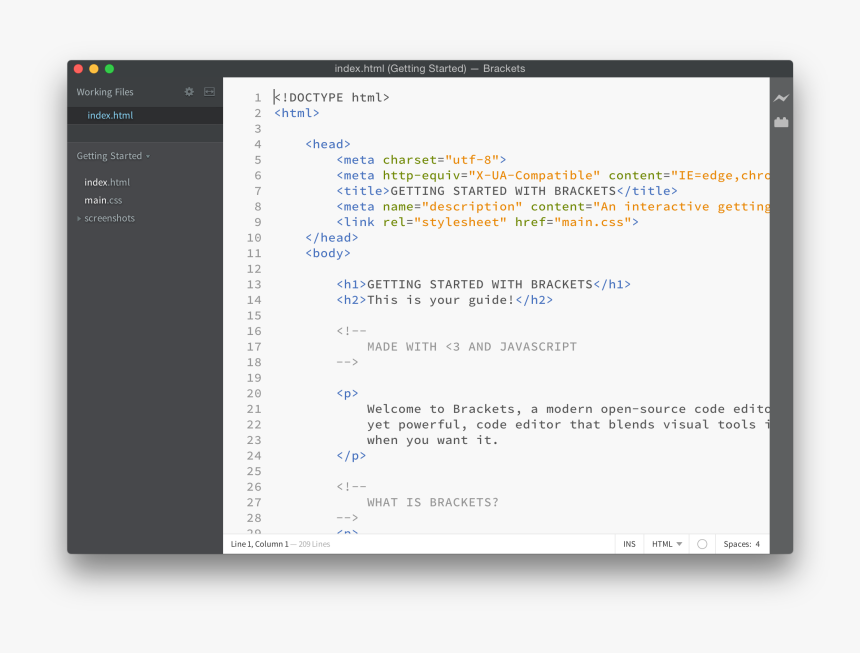 index.html (Getting Started) — Brackets
Working Files
index.html
Getting Started
index.html
main.css
screenshots
1 <!DOCTYPE html>
2 <html>
3
4 <head>
5 <meta charset="utf-8">
6 <meta http-equiv="X-UA-Compatible" content="IE=edge,chro
7 <title>GETTING STARTED WITH BRACKETS</title>
8 <meta name="description" content="An interactive getting
9 <link rel="stylesheet" href="main.css">
10 </head>
11 <body>
12
13 <h1>GETTING STARTED WITH BRACKETS</h1>
14 <h2>This is your guide!</h2>
15
16 <!--
17 MADE WITH <3 AND JAVASCRIPT
18 -->
19
20 <p>
21 Welcome to Brackets, a modern open-source code edito
22 yet powerful, code editor that blends visual tools i
23 when you want it.
24 </p>
25
26 <!--
27 WHAT IS BRACKETS?
28 -->
29 <p>
Line 1, Column 1 — 209 Lines
INS HTML Spaces: 4